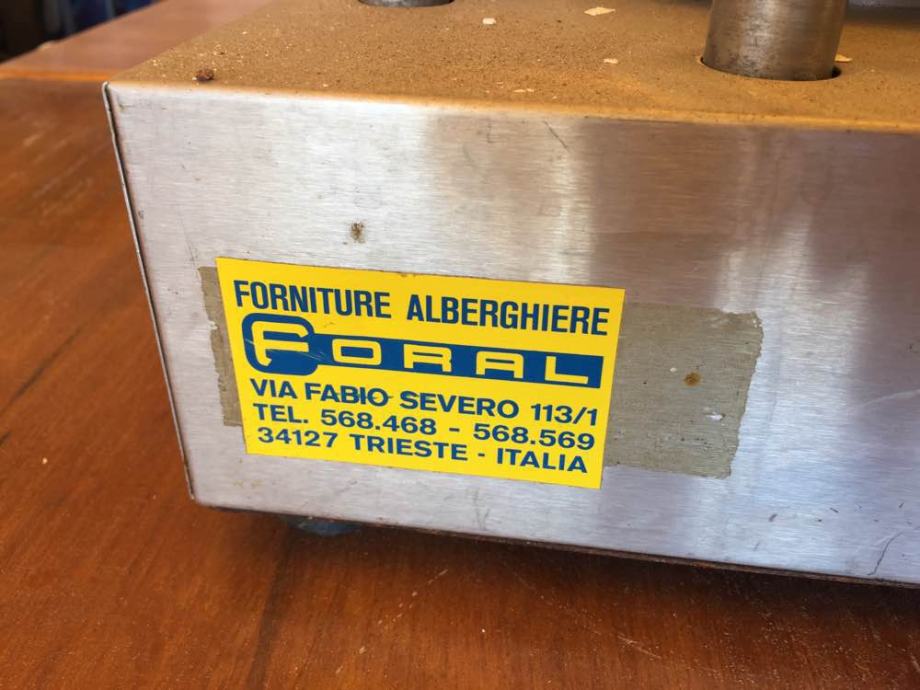 FORNITURE ALBERGHIERE
FORAL
VIA FABIO SEVERO 113/1
TEL. 568.468 - 568.569
34127 TRIESTE - ITALIA